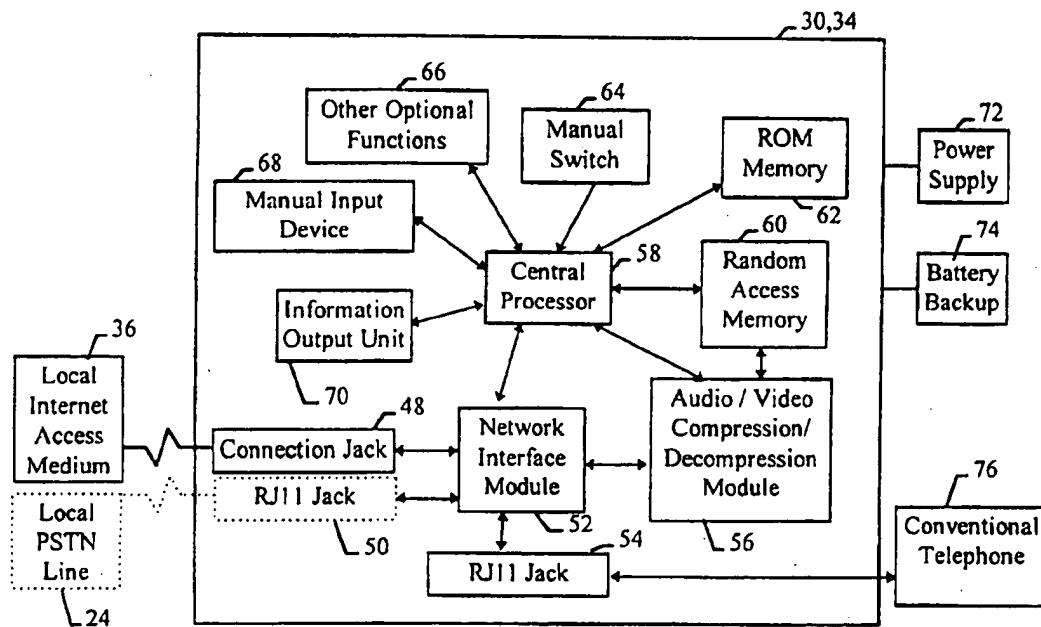 30,34
66
Other Optional
Functions
64
Manual
Switch
ROM
Memory
62
72
Power
Supply
68
Manual Input
Device
60
Random
Access
Memory
74
Battery
Backup
Central
Processor
58
Information
Output Unit
70
36
Local
Internet
Access
Medium
48
Connection Jack
RJ11 Jack
50
Network
Interface
Module
52
Audio / Video
Compression/
Decompression
Module
56
76
Conventional
Telephone
Local
PSTN
Line
24
54
RJ11 Jack